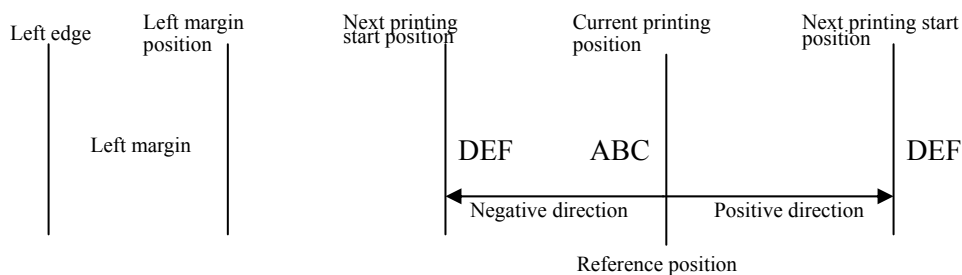 Left edge
Left margin
position
Next printing
start position
Current printing
position
Next printing start
position
Left margin
DEF
ABC
DEF
Negative direction
Positive direction
Reference position